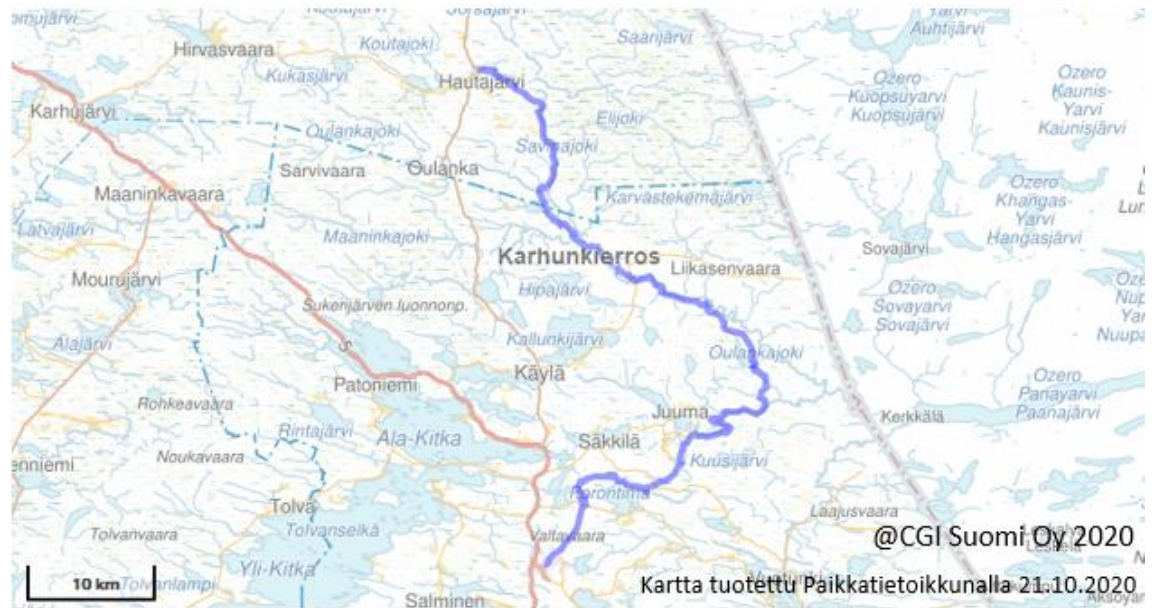 Auhtijärvi
Hirvasvaara
Koutajoki
Saarijärvi
Kukasjärvi
Hautajärvi
Ozero
Kuopsuyarvi
Kuopsujärvi
Ozero
Kaunis-
Yarvi
Kaunisjärvi
Karhujärvi
Oulankajoki
Elijoki
Savinajoki
Sarvivaara
Oulanka
Maaninkavaara
Karvastekemäjärvi
Ozero
Khangas-
Yarvi
Hangasjärvi
Latvajärvi
Maaninkajoki
Karhunkierros
Sovajärvi
Mourujärvi
Liikasenvaara
Hipajärvi
Sukerijärven luonnonp.
Ozero
Sovayarvi
Sovajärvi
Alajärvi
Kallunkijärvi
Oulankajoki
Patoniemi
Käylä
Ozero
Panayarvi
Paanajärvi
Rohkeavaara
Juuma
Kerkkälä
Rintajärvi
Ala-Kitka
Säkkilä
Noukavaara
Kuusijärvi
Tolva
Porontima
Laajusvaara
Tolvanvaara
Tolvanselkä
Valtavaara
@CGI Suomi Oy 2020
Yli-Kitka
10 km
Tolvanlampi
Kartta tuotettu Paikkatietoikkunalla 21.10.2020
Salminen